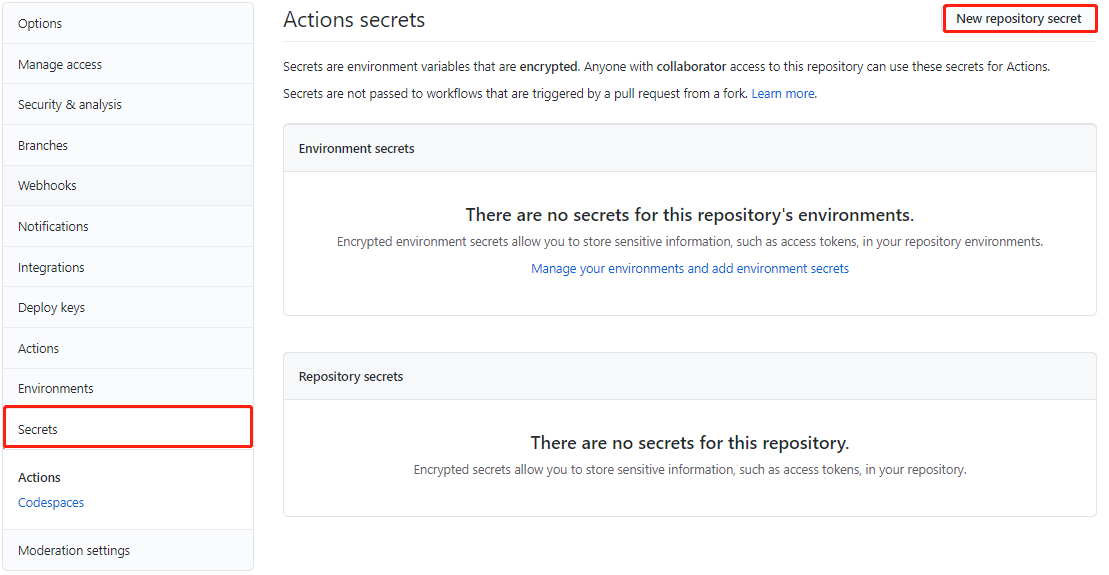 Options
Manage access
Security & analysis
Branches
Webhooks
Notifications
Integrations
Deploy keys
Actions
Environments
Secrets
Actions
Codespaces
Moderation settings
Actions secrets
New repository secret
Secrets are environment variables that are encrypted. Anyone with collaborator access to this repository can use these secrets for Actions.
Secrets are not passed to workflows that are triggered by a pull request from a fork. Learn more.
Environment secrets
There are no secrets for this repository's environments.
Encrypted environment secrets allow you to store sensitive information, such as access tokens, in your repository environments.
Manage your environments and add environment secrets
Repository secrets
There are no secrets for this repository.
Encrypted secrets allow you to store sensitive information, such as access tokens, in your repository.